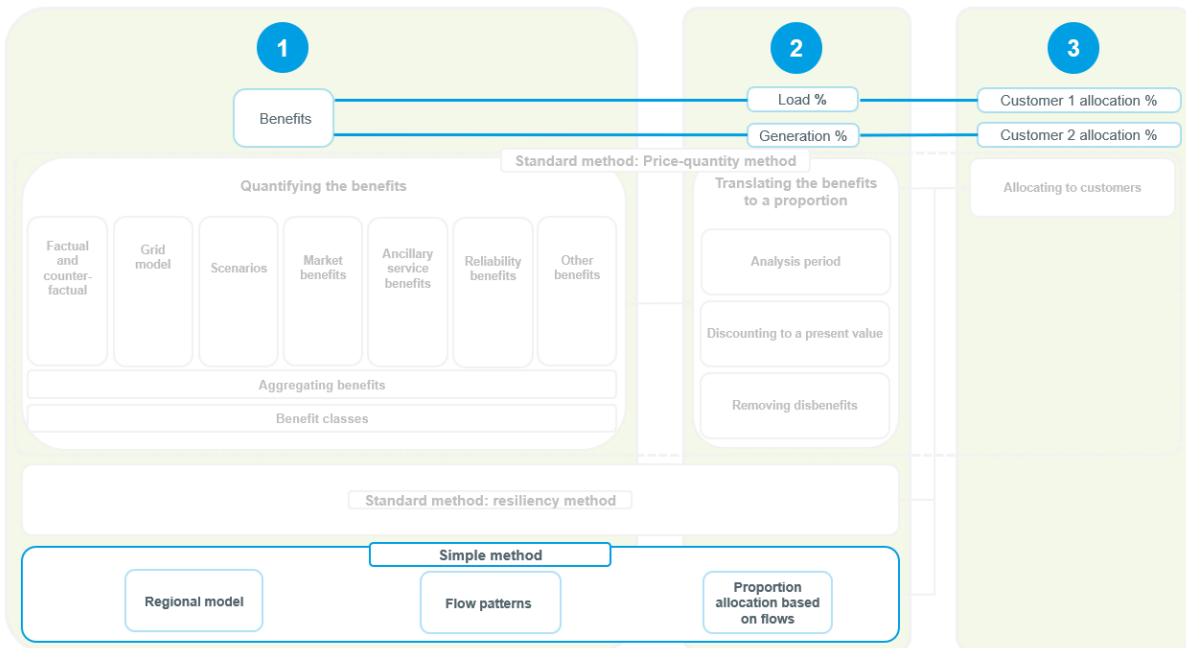 1
2
3
Benefits
Load %
Customer 1 allocation %
Generation %
Customer 2 allocation %
Standard method: Price-quantity method
Quantifying the benefits
Translating the benefits
to a proportion
Allocating to customers
Factual
and
counter-
factual
Grid
model
Scenarios
Market
benefits
Ancillary
service
benefits
Reliability
benefits
Other
benefits
Analysis period
Discounting to a present value
Aggregating benefits
Removing disbenefits
Benefit classes
Standard method: resiliency method
Simple method
Regional model
Flow patterns
Proportion
allocation based
on flows